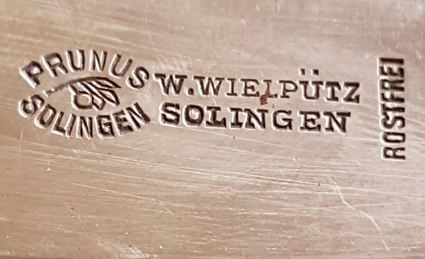 PRUNUS
SOLINGEN
W.WIELPÜTZ
SOLINGEN
ROSTFREI